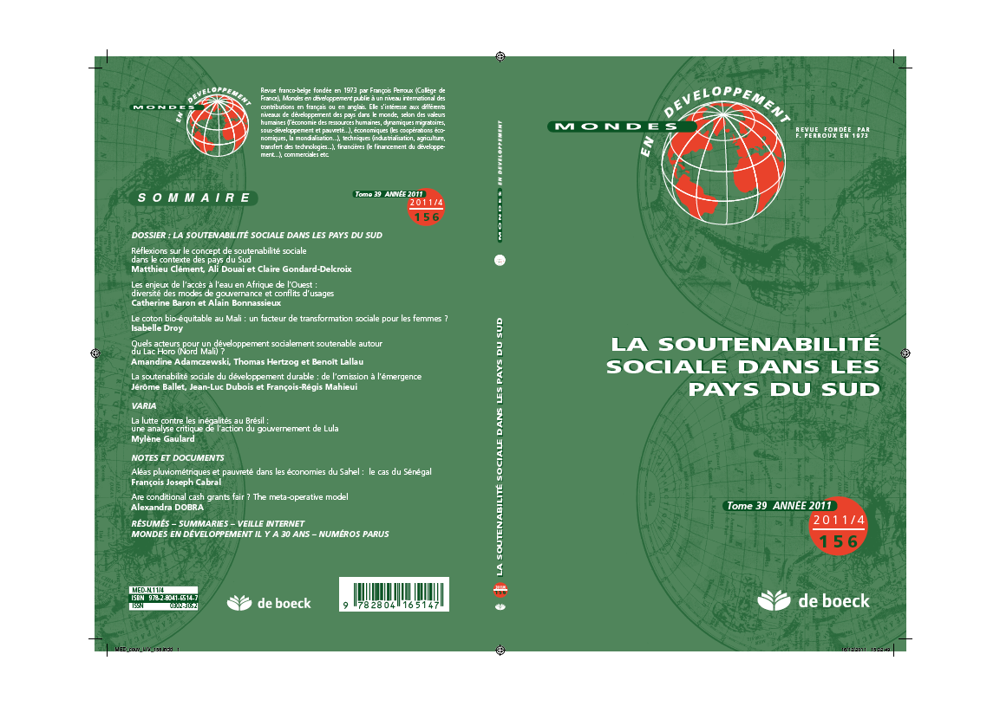 MONDES
EN DEVELOPPEMENT
Revue franco-belge fondée en 1973 par François Perroux (Collège de
France), Mondes en développement publie à un niveau international des
contributions en français ou en anglais. Elle s'intéresse aux différents
niveaux de développement des pays dans le monde, selon des valeurs
humaines (l'économie des ressources humaines, dynamiques migratoires,
sous-développement et pauvreté...), économiques (les coopérations éco-
nomiques, la mondialisation...), techniques (industrialisation, agriculture,
transfert des technologies...), financières (le financement du développe-
ment...), commerciales etc.
SOMMAIRE
Tome 39 ANNÉE 2011
2011/4
156
DOSSIER : LA SOUTENABILITÉ SOCIALE DANS LES PAYS DU SUD
Réflexions sur le concept de soutenabilité sociale
dans le contexte des pays du Sud
Matthieu Clément, Ali Douai et Claire Gondard-Delcroix
Les enjeux de l'accès à l'eau en Afrique de l'Ouest :
diversité des modes de gouvernance et conflits d'usages
Catherine Baron et Alain Bonnassieux
Le coton bio-équitable au Mali : un facteur de transformation sociale pour les femmes ?
Isabelle Droy
Quels acteurs pour un développement socialement soutenable autour
du Lac Horo (Nord Mali) ?
Amandine Adamczewski, Thomas Hertzog et Benoît Lallau
La soutenabilité sociale du développement durable : de l'omission à l'émergence
Jérôme Ballet, Jean-Luc Dubois et François-Régis Mahieui
VARIA
La lutte contre les inégalités au Brésil :
une analyse critique de l'action du gouvernement de Lula
Mylène Gaulard
NOTES ET DOCUMENTS
Aléas pluviométriques et pauvreté dans les économies du Sahel : le cas du Sénégal
François Joseph Cabral
Are conditional cash grants fair ? The meta-operative model
Alexandra DOBRA
RÉSUMÉS – SUMMARIES – VEILLE INTERNET
MONDES EN DÉVELOPPEMENT IL Y A 30 ANS – NUMÉROS PARUS
MED-N.11/4
ISBN 978-2-8041-6514-7
ISSN 0302-3052
de boeck
9 782804 165147
MONDES EN DEVELOPPEMENT
LA SOUTENABILITÉ SOCIALE DANS LES PAYS DU SUD
MONDES
EN DEVELOPPEMENT
REVUE FONDÉE PAR
F. PERROUX EN 1973
LA SOUTENABILITÉ
SOCIALE DANS LES
PAYS DU SUD
Tome 39 ANNÉE 2011
2011/4
156
de boeck